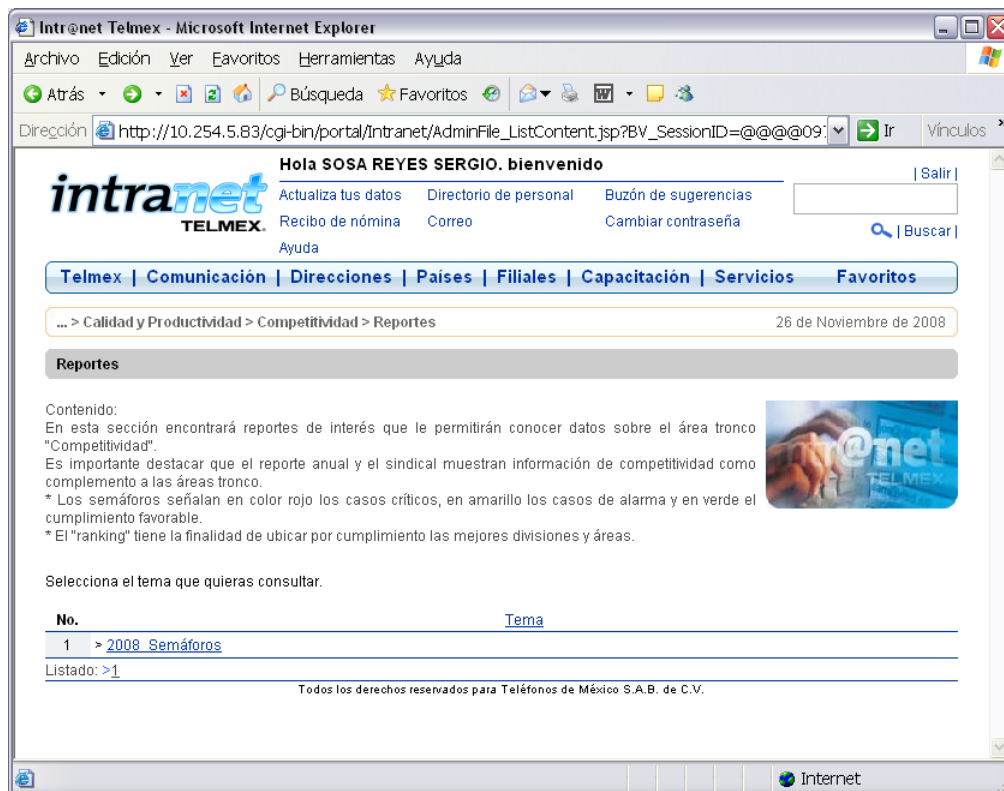 Intr@net Telmex - Microsoft Internet Explorer
Archivo Edición Ver Favoritos Herramientas Ayuda
Atrás Búsqueda Favoritos
Dirección http://10.254.5.83/cgi-bin/portal/Intranet/AdminFile_ListContent.jsp?BV_SessionID=@@@@09 Ir Vínculos
Hola SOSA REYES SERGIO. bienvenido
| Salir |
intranet
TELMEX.
Actualiza tus datos Directorio de personal Buzón de sugerencias
Recibo de nómina Correo Cambiar contraseña
| Buscar |
Ayuda
Telmex | Comunicación | Direcciones | Países | Filiales | Capacitación | Servicios Favoritos
... > Calidad y Productividad > Competitividad > Reportes 26 de Noviembre de 2008
Reportes
Contenido:
En esta sección encontrará reportes de interés que le permitirán conocer datos sobre el área tronco
"Competitividad".
Es importante destacar que el reporte anual y el sindical muestran información de competitividad como
complemento a las áreas tronco.
* Los semáforos señalan en color rojo los casos críticos, en amarillo los casos de alarma y en verde el
cumplimiento favorable.
* El "ranking" tiene la finalidad de ubicar por cumplimiento las mejores divisiones y áreas.
intr@net
TELMEX
Selecciona el tema que quieras consultar.
No. Tema
1 > 2008 Semáforos
Listado: >1
Todos los derechos reservados para Teléfonos de México S.A.B. de C.V.
Internet